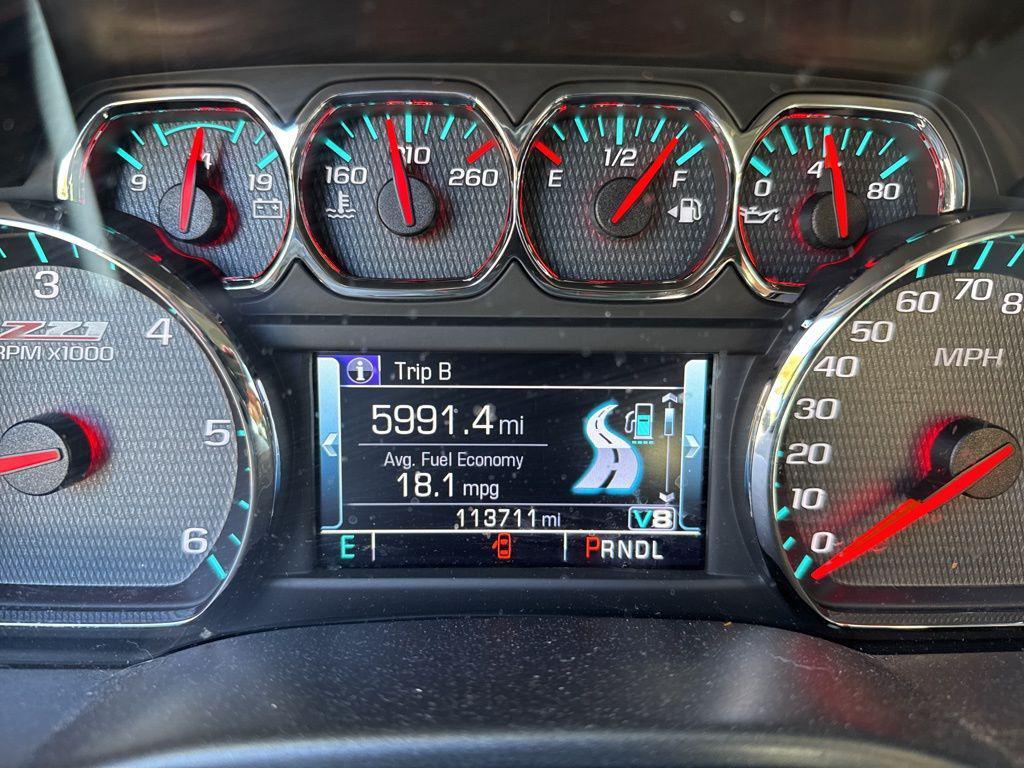 9 19
160 210 260
E 1/2 F
0 80
3
4
5
6
Z71
RPM x1000
Trip B
5991.4 mi
Avg. Fuel Economy
18.1 mpg
113711 mi V8
E PRNDL
0
10
20
30
40
50
60
70
MPH